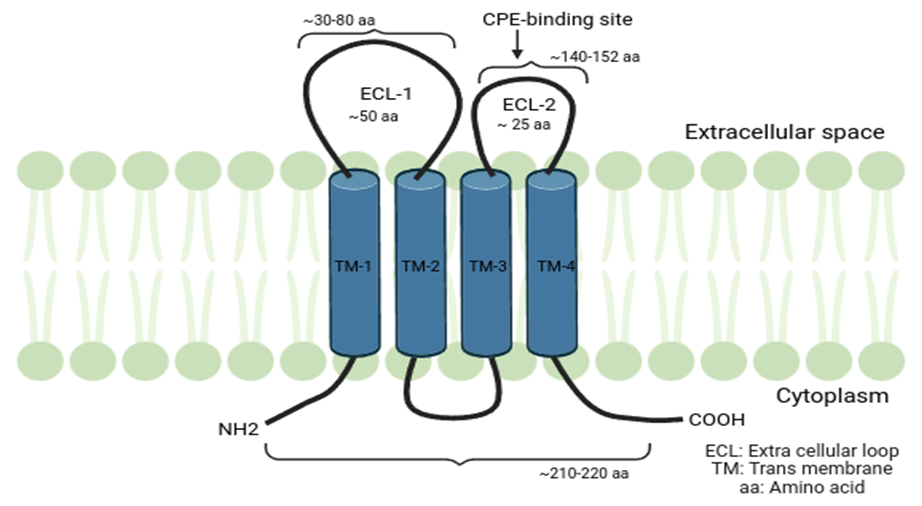 ~30-80 aa
CPE-binding site
~140-152 aa
ECL-1
~50 aa
ECL-2
~ 25 aa
Extracellular space
TM-1
TM-2
TM-3
TM-4
Cytoplasm
NH2
COOH
~210-220 aa
ECL: Extra cellular loop
TM: Trans membrane
aa: Amino acid